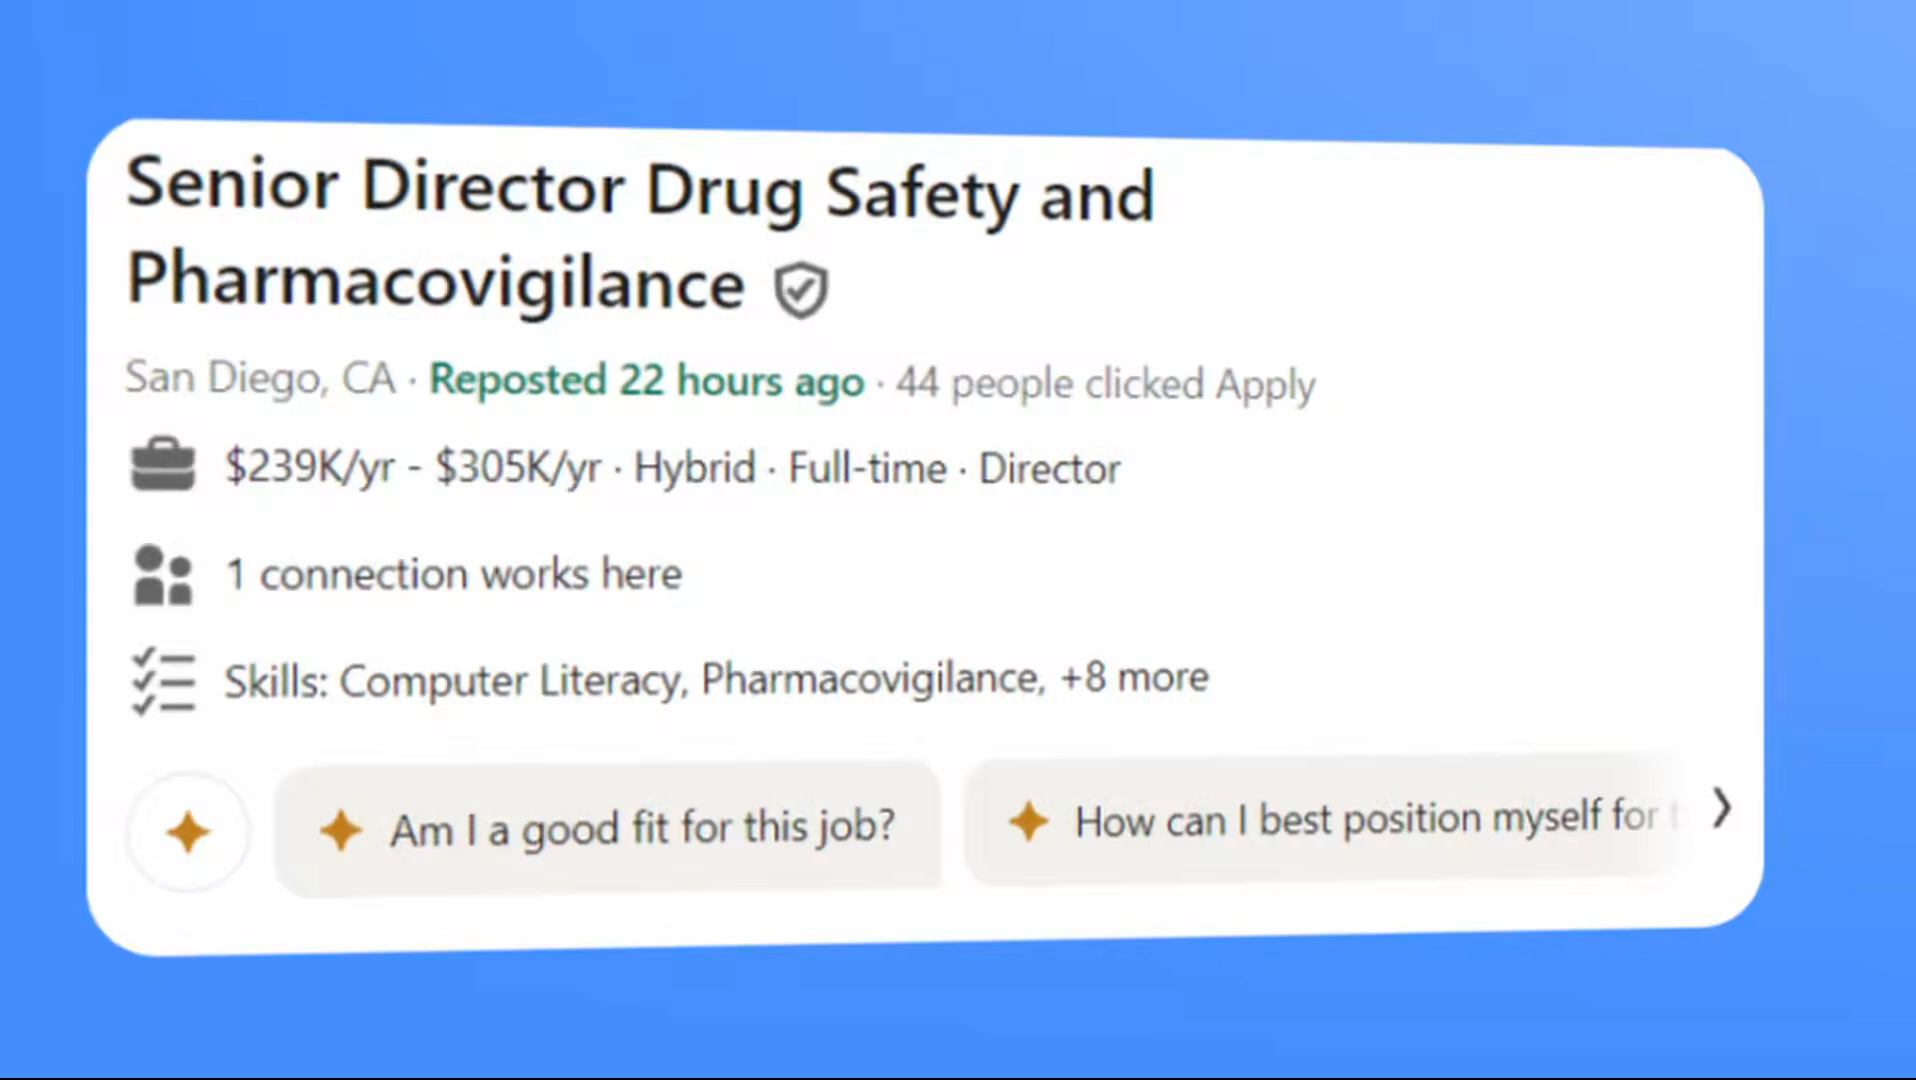 Senior Director Drug Safety and
Pharmacovigilance
San Diego, CA · Reposted 22 hours ago · 44 people clicked Apply
$239K/yr - $305K/yr · Hybrid · Full-time · Director
1 connection works here
Skills: Computer Literacy, Pharmacovigilance, +8 more
Am I a good fit for this job?
How can I best position myself for